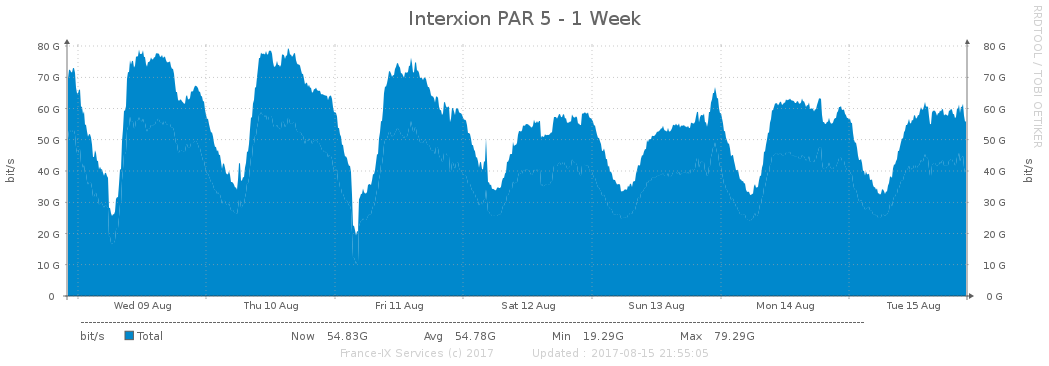 Interxion PAR 5 - 1 Week
RRDTOOL / TOBI OETIKER
80 G 80 G
70 G 70 G
60 G 60 G
50 G 50 G
40 G 40 G
30 G 30 G
20 G 20 G
10 G 10 G
0 0 G
bit/s bit/s
Wed 09 Aug Thu 10 Aug Fri 11 Aug Sat 12 Aug Sun 13 Aug Mon 14 Aug Tue 15 Aug
bit/s Total Now 54.83G Avg 54.78G Min 19.29G Max 79.29G
France-IX Services (c) 2017 Updated : 2017-08-15 21:55:05